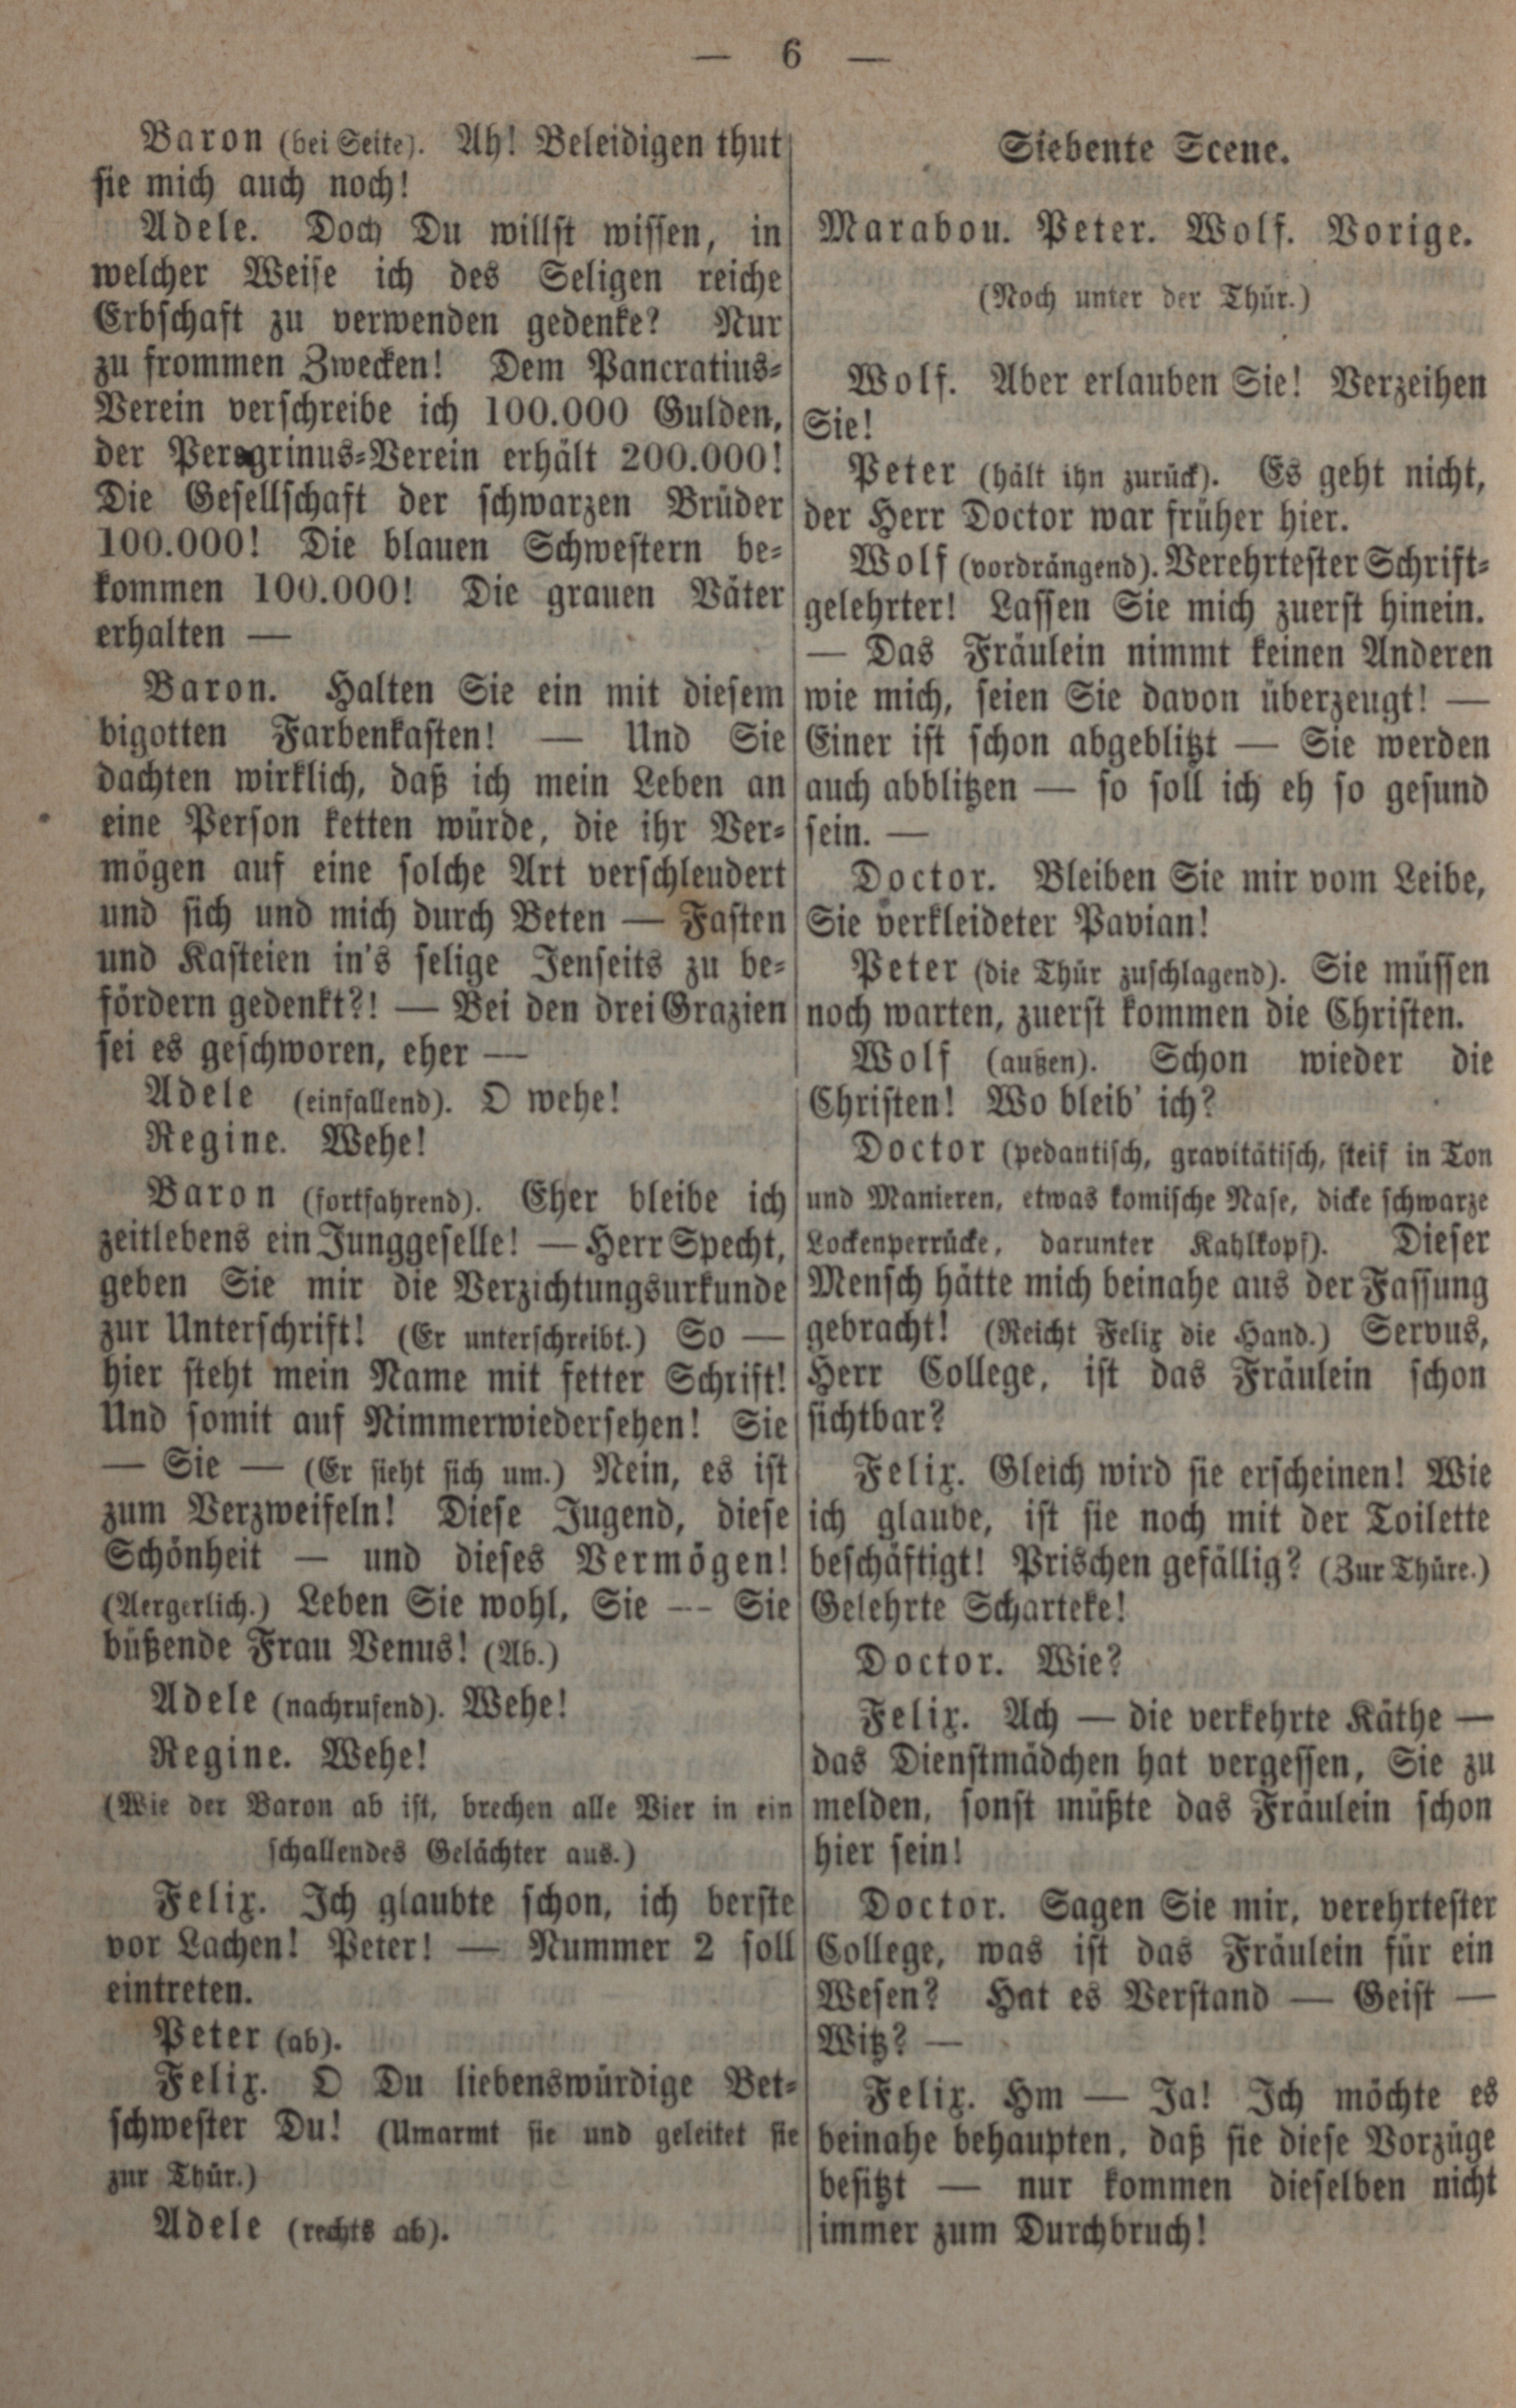 — 6 —
Baron (bei Seite). Ah! Beleidigen thut
sie mich auch noch!
Adele. Doch Du willst wissen, in
welcher Weise ich des Seligen reiche
Erbschaft zu verwenden gedenke? Nur
zu frommen Zwecken! Dem Pancratius-
Verein verschreibe ich 100.000 Gulden,
der Peregrinus-Verein erhält 200.000!
Die Gesellschaft der schwarzen Brüder
100.000! Die blauen Schwestern be-
kommen 100.000! Die grauen Väter
erhalten —
Baron. Halten Sie ein mit diesem
bigotten Farbenkasten! — Und Sie
dachten wirklich, daß ich mein Leben an
eine Person ketten würde, die ihr Ver-
mögen auf eine solche Art verschleudert
und sich und mich durch Beten — Fasten
und Kasteien in's selige Jenseits zu be-
fördern gedenkt?! — Bei den drei Grazien
sei es geschworen, eher —
Adele (einfallend). O wehe!
Regine. Wehe!
Baron (fortfahrend). Eher bleibe ich
zeitlebens ein Junggeselle! — Herr Specht,
geben Sie mir die Verzichtungsurkunde
zur Unterschrift! (Er unterschreibt.) So —
hier steht mein Name mit fetter Schrift!
Und somit auf Nimmerwiedersehen! Sie
— Sie — (Er sieht sich um.) Nein, es ist
zum Verzweifeln! Diese Jugend, diese
Schönheit — und dieses Vermögen!
(Aergerlich.) Leben Sie wohl, Sie —- Sie
büßende Frau Venus! (Ab.)
Adele (nachrufend). Wehe!
Regine. Wehe!
(Wie der Baron ab ist, brechen alle Vier in ein
schallendes Gelächter aus.)
Felix. Ich glaubte schon, ich berste
vor Lachen! Peter! — Nummer 2 soll
eintreten.
Peter (ab).
Felix. O Du liebenswürdige Bet-
schwester Du! (Umarmt sie und geleitet sie
zur Thür.)
Adele (rechts ab).
Siebente Scene.
Marabou. Peter. Wolf. Vorige.
(Noch unter der Thür.)
Wolf. Aber erlauben Sie! Verzeihen
Sie!
Peter (hält ihn zurück). Es geht nicht,
der Herr Doctor war früher hier.
Wolf (vordrängend). Verehrtester Schrift-
gelehrter! Lassen Sie mich zuerst hinein.
— Das Fräulein nimmt keinen Anderen
wie mich, seien Sie davon überzeugt! —
Einer ist schon abgeblitzt — Sie werden
auch abblitzen — so soll ich eh so gesund
sein. —
Doctor. Bleiben Sie mir vom Leibe,
Sie verkleideter Pavian!
Peter (die Thür zuschlagend). Sie müssen
noch warten, zuerst kommen die Christen.
Wolf (außen). Schon wieder die
Christen! Wo bleib' ich?
Doctor (pedantisch, gravitätisch, steif in Ton
und Manieren, etwas komische Nase, dicke schwarze
Lockenperrücke, darunter Kahlkopf). Dieser
Mensch hätte mich beinahe aus der Fassung
gebracht! (Reicht Felix die Hand.) Servus,
Herr College, ist das Fräulein schon
sichtbar?
Felix. Gleich wird sie erscheinen! Wie
ich glaube, ist sie noch mit der Toilette
beschäftigt! Prischen gefällig? (Zur Thüre.)
Gelehrte Scharteke!
Doctor. Wie?
Felix. Ach — die verkehrte Käthe —
das Dienstmädchen hat vergessen, Sie zu
melden, sonst müßte das Fräulein schon
hier sein!
Doctor. Sagen Sie mir, verehrtester
College, was ist das Fräulein für ein
Wesen? Hat es Verstand — Geist —
Witz? —
Felix. Hm — Ja! Ich möchte es
beinahe behaupten, daß sie diese Vorzüge
besitzt — nur kommen dieselben nicht
immer zum Durchbruch!